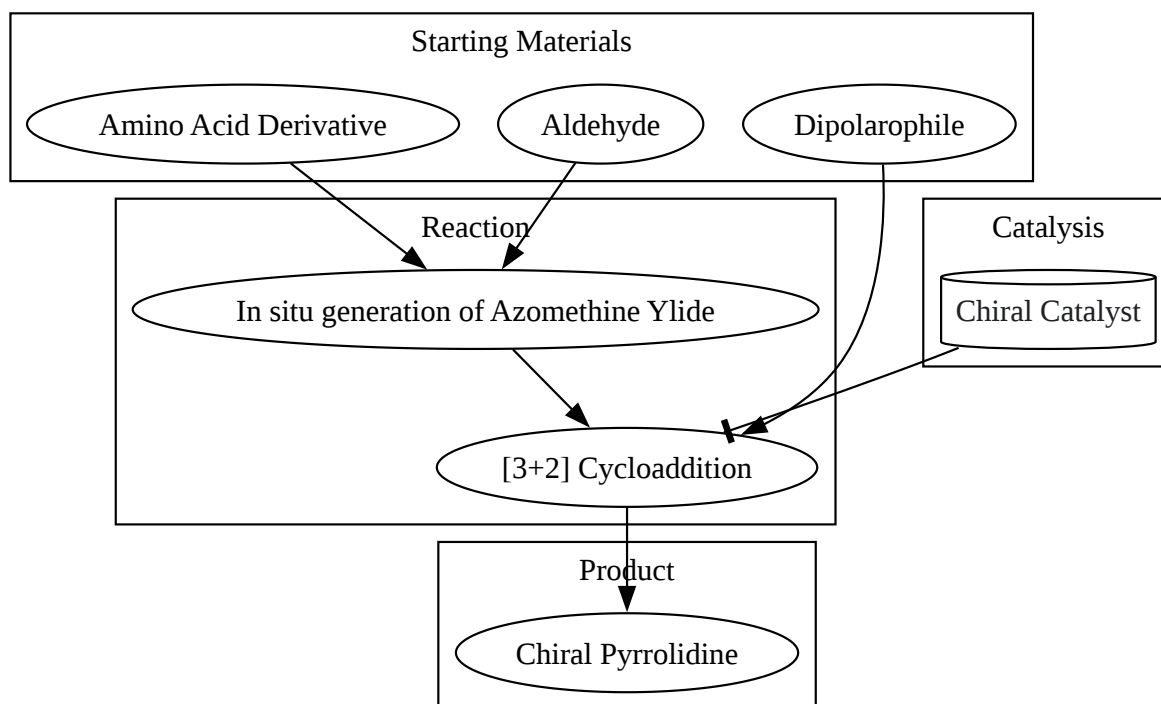 Starting Materials
Amino Acid Derivative
Aldehyde
Dipolarophile
Reaction
Catalysis
In situ generation of Azomethine Ylide
Chiral Catalyst
[3+2] Cycloaddition
Product
Chiral Pyrrolidine